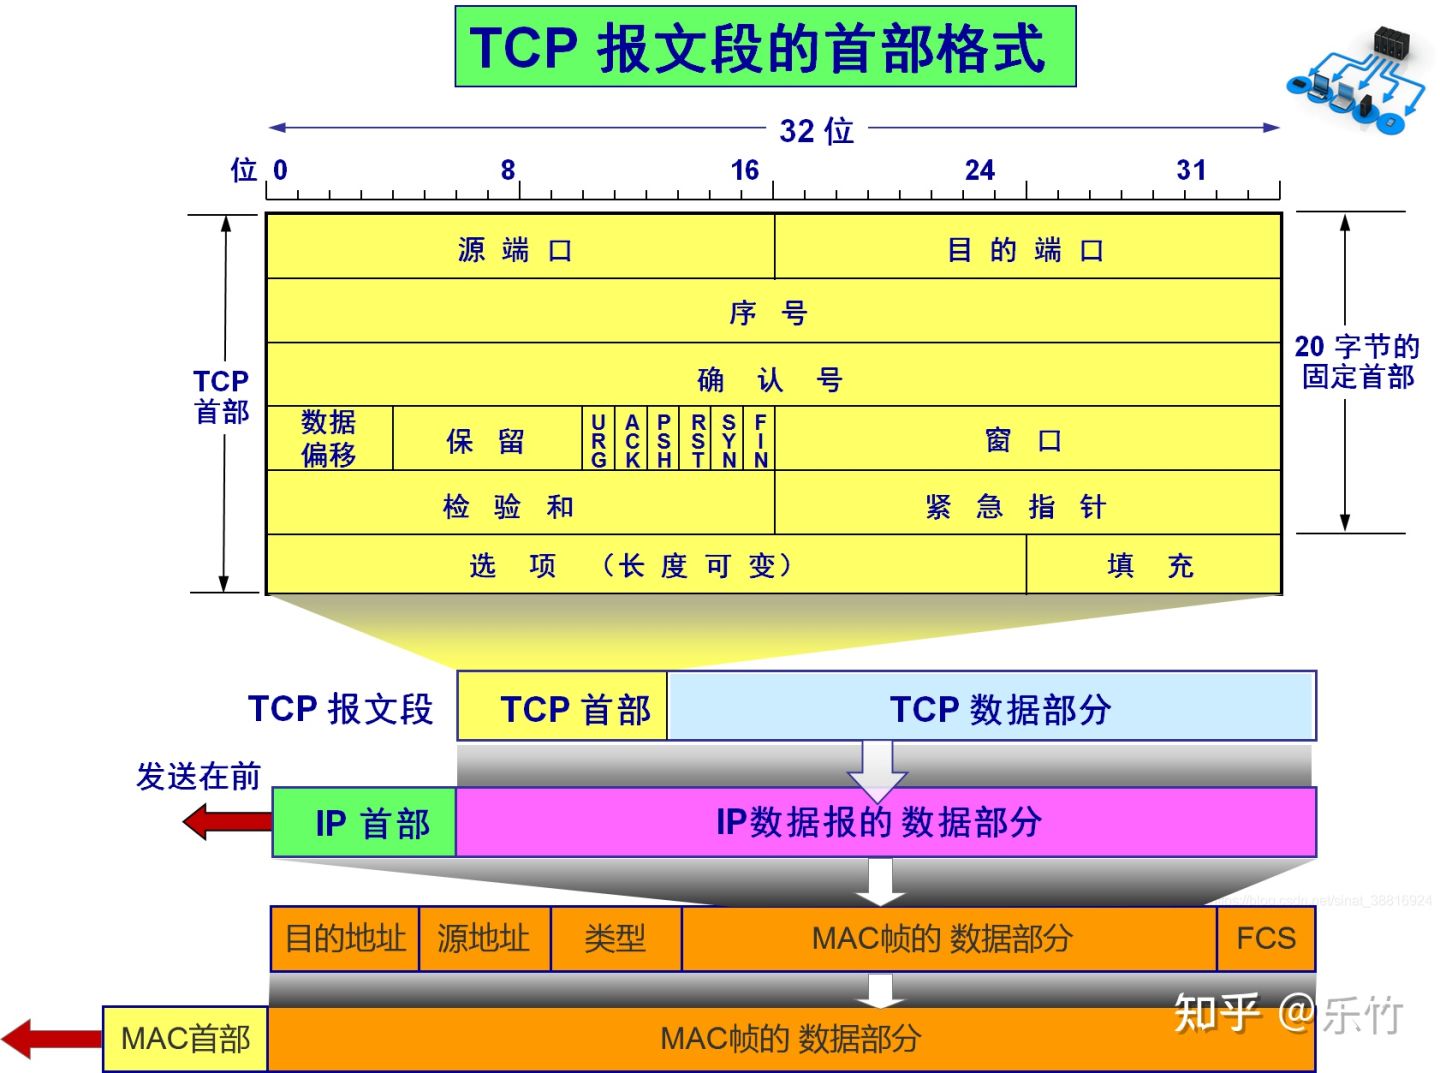 TCP 报文段的首部格式
32 位
位 0 8 16 24 31
源 端 口 目 的 端 口
序 号
确 认 号
TCP
首部
20 字节的
固定首部
数据
偏移
保 留
URG
ACK
PSH
RST
SYN
FIN
窗 口
检 验 和 紧 急 指 针
选 项 （长 度 可 变） 填 充
TCP 报文段 TCP 首部 TCP 数据部分
发送在前
IP 首部 IP数据报的 数据部分
目的地址 源地址 类型 MAC帧的 数据部分 FCS
MAC首部 MAC帧的 数据部分
知乎 @乐竹